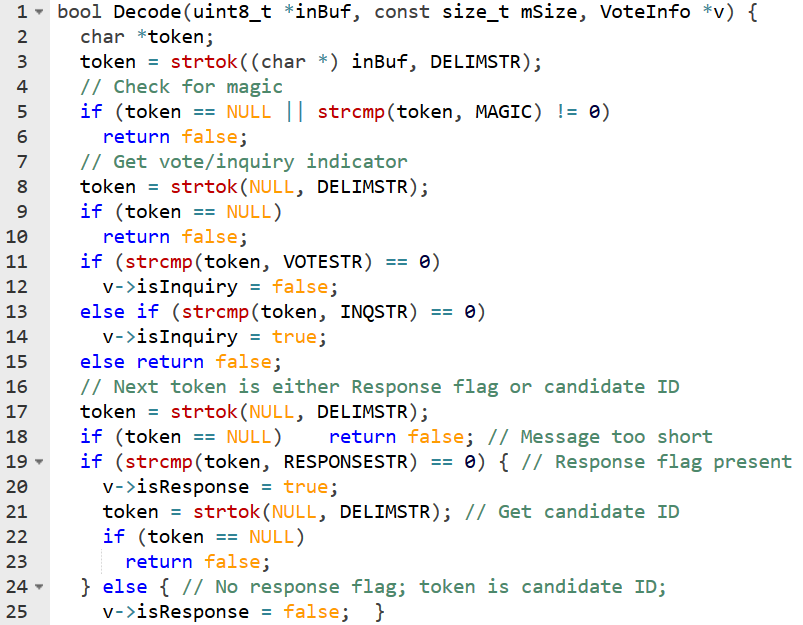 1 bool Decode(uint8_t *inBuf, const size_t mSize, VoteInfo *v) {
2   char *token;
3   token = strtok((char *) inBuf, DELIMSTR);
4   // Check for magic
5   if (token == NULL || strcmp(token, MAGIC) != 0)
6     return false;
7   // Get vote/inquiry indicator
8   token = strtok(NULL, DELIMSTR);
9   if (token == NULL)
10     return false;
11   if (strcmp(token, VOTESTR) == 0)
12     v->isInquiry = false;
13   else if (strcmp(token, INQSTR) == 0)
14     v->isInquiry = true;
15   else return false;
16   // Next token is either Response flag or candidate ID
17   token = strtok(NULL, DELIMSTR);
18   if (token == NULL)    return false; // Message too short
19   if (strcmp(token, RESPONSESTR) == 0) { // Response flag present
20     v->isResponse = true;
21     token = strtok(NULL, DELIMSTR); // Get candidate ID
22     if (token == NULL)
23       return false;
24   } else { // No response flag; token is candidate ID;
25     v->isResponse = false;  }